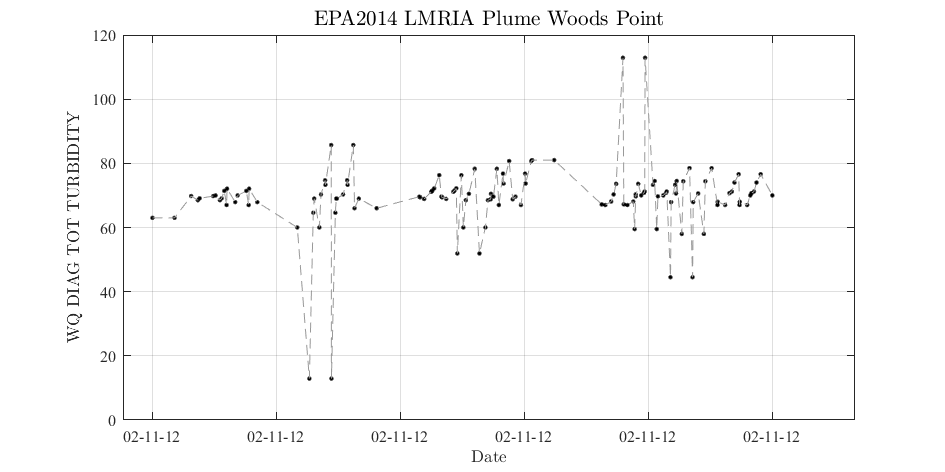 EPA2014 LMRIA Plume Woods Point
120
100
80
60
40
20
0
WQ DIAG TOT TURBIDITY
02-11-12 02-11-12 02-11-12 02-11-12 02-11-12 02-11-12
Date